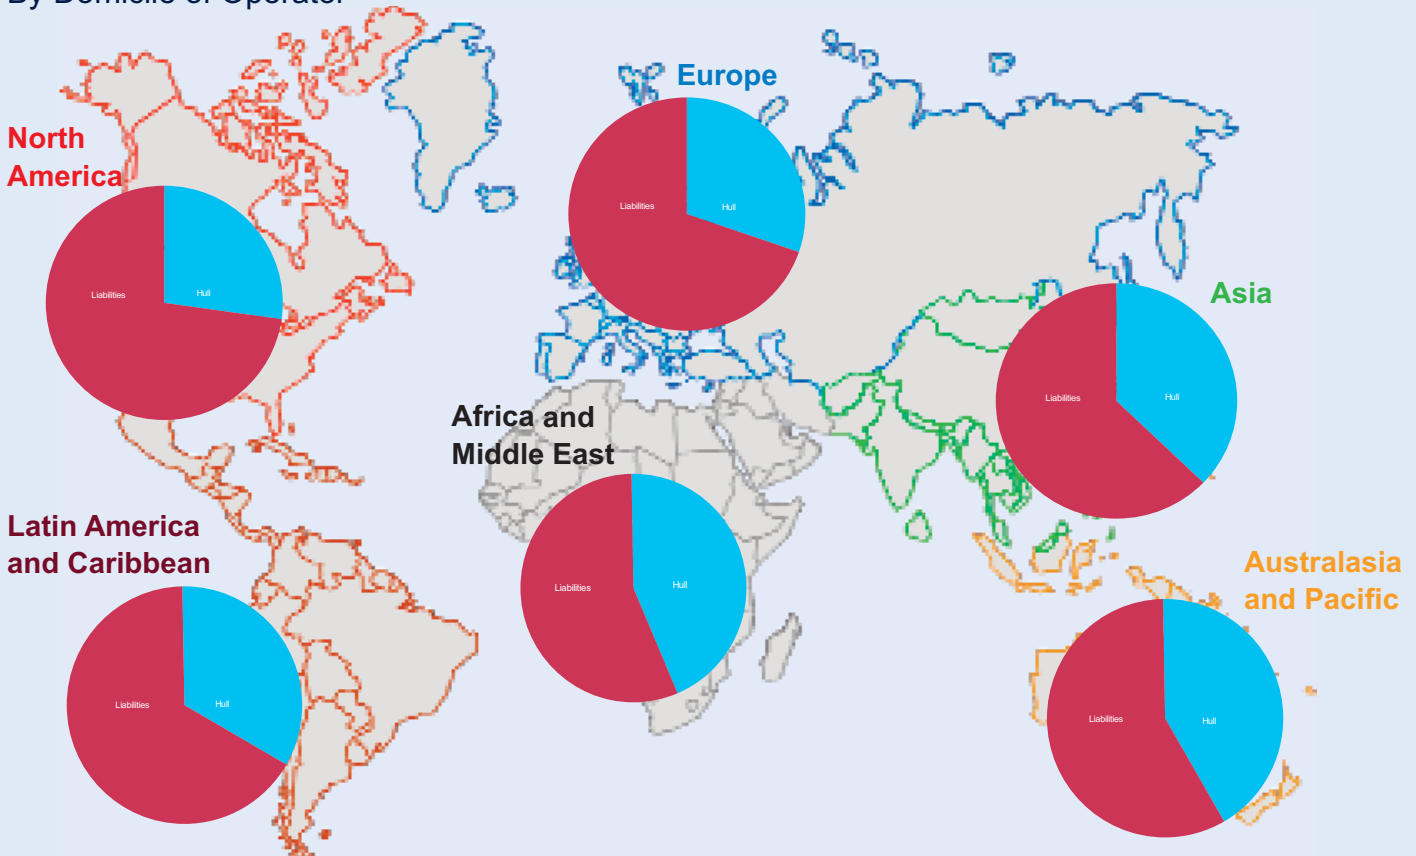 By Domicile of Operator
Europe
North
America
Liabilities
Hull
Liabilities
Hull
Asia
Liabilities
Hull
Africa and
Middle East
Latin America
and Caribbean
Liabilities
Hull
Australasia
and Pacific
Liabilities
Hull
Liabilities
Hull